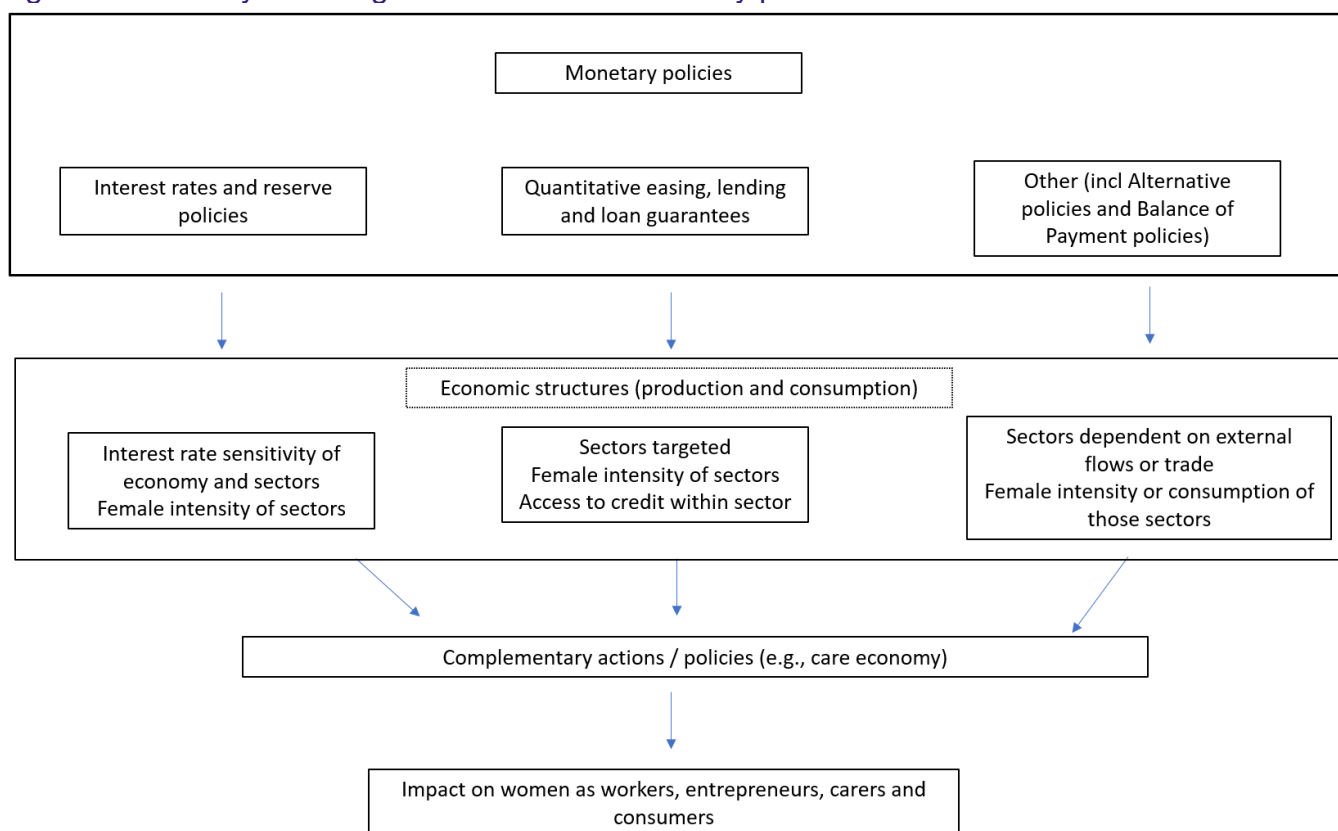 Monetary policies
Interest rates and reserve
policies
Quantitative easing, lending
and loan guarantees
Other (incl Alternative
policies and Balance of
Payment policies)
Economic structures (production and consumption)
Interest rate sensitivity of
economy and sectors
Female intensity of sectors
Sectors targeted
Female intensity of sectors
Access to credit within sector
Sectors dependent on external
flows or trade
Female intensity or consumption of
those sectors
Complementary actions / policies (e.g., care economy)
Impact on women as workers, entrepreneurs, carers and
consumers